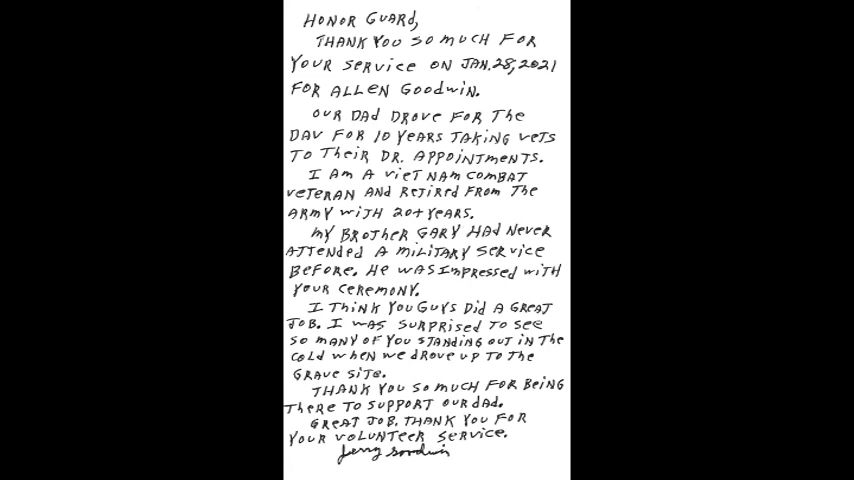 HONOR GUARD,
THANK YOU SO MUCH FOR
YOUR SERVICE ON JAN. 28, 2021
FOR ALLEN GOODWIN.
OUR DAD DROVE FOR THE
DAV FOR 10 YEARS TAKING VETS
TO THEIR DR. APPOINTMENTS.
I AM A VIETNAM COMBAT
VETERAN AND RETIRED FROM THE
ARMY WITH 20+ YEARS.
MY BROTHER GARY HAD NEVER
ATTENDED A MILITARY SERVICE
BEFORE. HE WAS IMPRESSED WITH
YOUR CEREMONY.
I THINK YOU GUYS DID A GREAT
JOB. I WAS SURPRISED TO SEE
SO MANY OF YOU STANDING OUT IN THE
COLD WHEN WE DROVE UP TO THE
GRAVE SITE.
THANK YOU SO MUCH FOR BEING
THERE TO SUPPORT OUR DAD.
GREAT JOB. THANK YOU FOR
YOUR VOLUNTEER SERVICE.
Jerry Goodwin